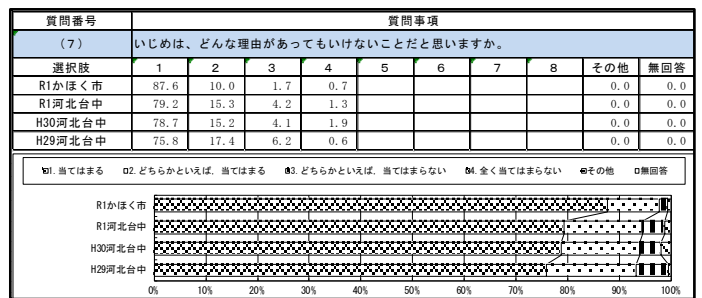 質問番号 質問事項
（7） いじめは、どんな理由があってもいけないことだと思いますか。
選択肢 1 2 3 4 5 6 7 8 その他 無回答
R1かほく市 87.6 10.0 1.7 0.7 0.0 0.0
R1河北台中 79.2 15.3 4.2 1.3 0.0 0.0
H30河北台中 78.7 15.2 4.1 1.9 0.0 0.0
H29河北台中 75.8 17.4 6.2 0.6 0.0 0.0
1. 当てはまる 2. どちらかといえば，当てはまる 3. どちらかといえば，当てはまらない 4. 全く当てはまらない その他 無回答
R1かほく市
R1河北台中
H30河北台中
H29河北台中
0% 10% 20% 30% 40% 50% 60% 70% 80% 90% 100%